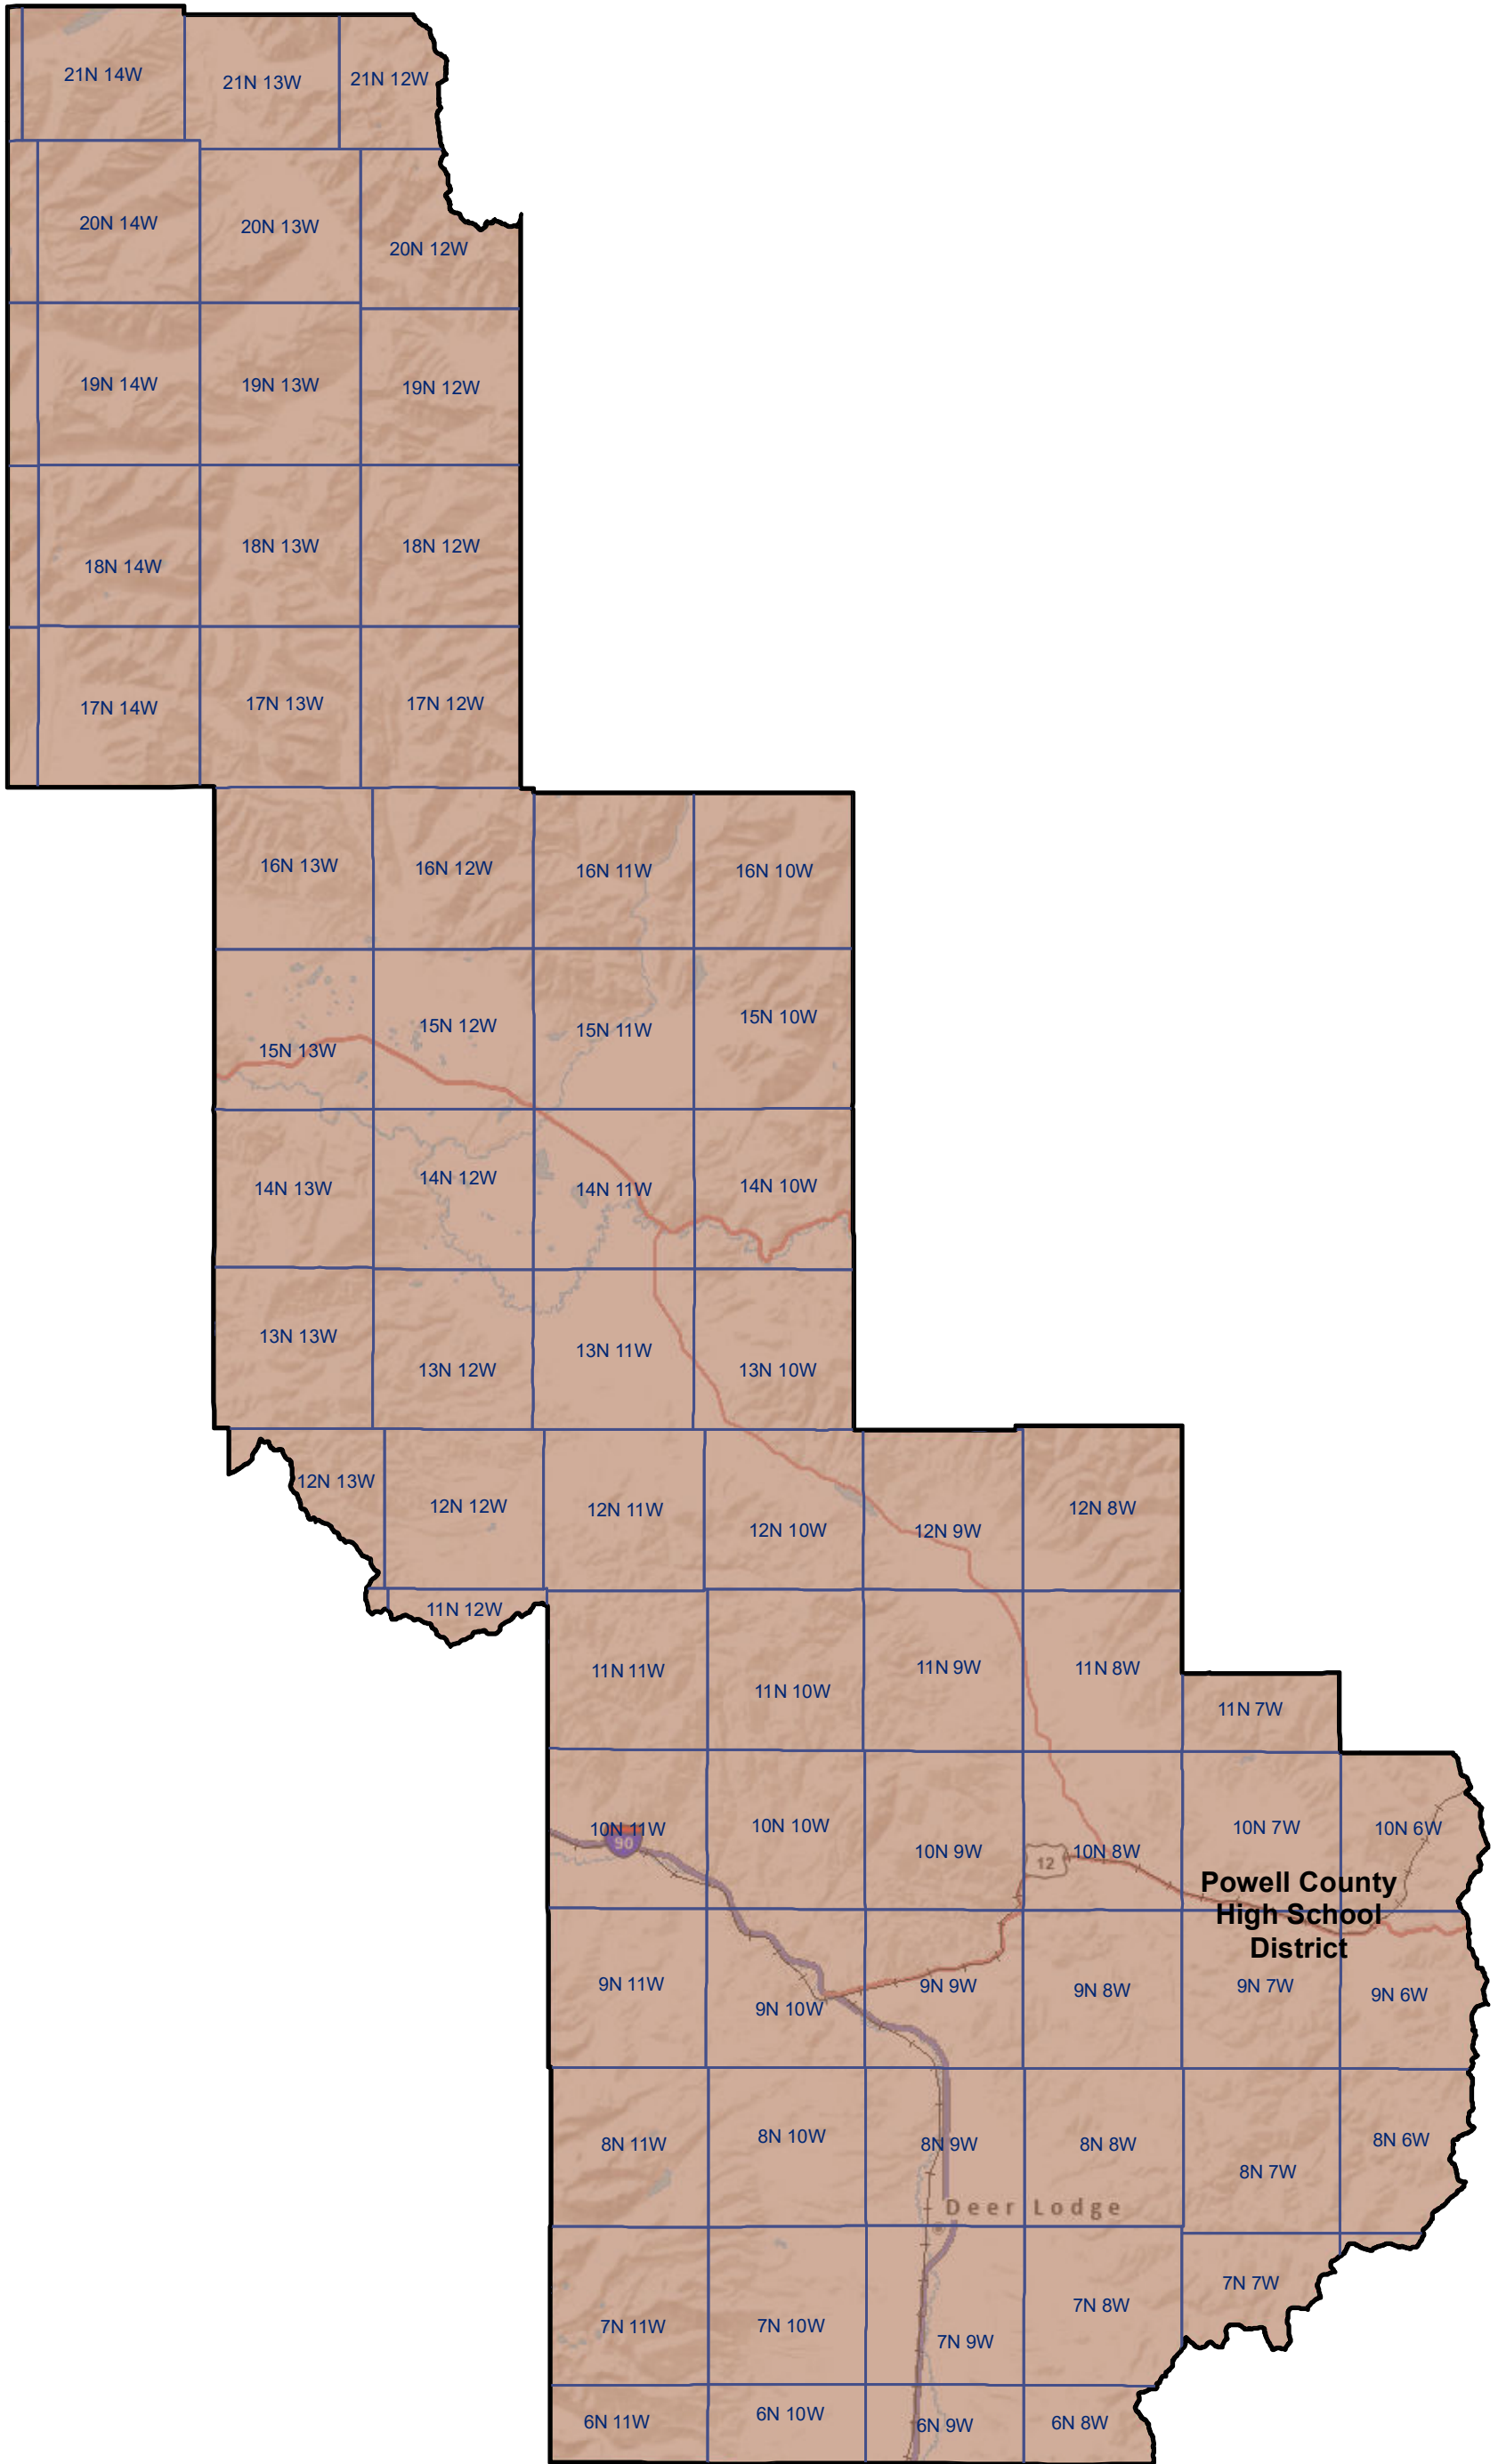 21N 14W
21N 13W
21N 12W
20N 14W
20N 13W
20N 12W
19N 14W
19N 13W
19N 12W
18N 14W
18N 13W
18N 12W
17N 14W
17N 13W
17N 12W
16N 13W
16N 12W
16N 11W
16N 10W
15N 13W
15N 12W
15N 11W
15N 10W
14N 13W
14N 12W
14N 11W
14N 10W
13N 13W
13N 12W
13N 11W
13N 10W
12N 13W
12N 12W
12N 11W
12N 10W
12N 9W
12N 8W
11N 12W
11N 11W
11N 10W
11N 9W
11N 8W
11N 7W
10N 11W
90
10N 10W
10N 9W
12
10N 8W
10N 7W
10N 6W
Powell County
High School
District
9N 11W
9N 10W
9N 9W
9N 8W
9N 7W
9N 6W
8N 11W
8N 10W
8N 9W
8N 8W
8N 7W
8N 6W
Deer Lodge
7N 11W
7N 10W
7N 9W
7N 8W
7N 7W
6N 11W
6N 10W
6N 9W
6N 8W